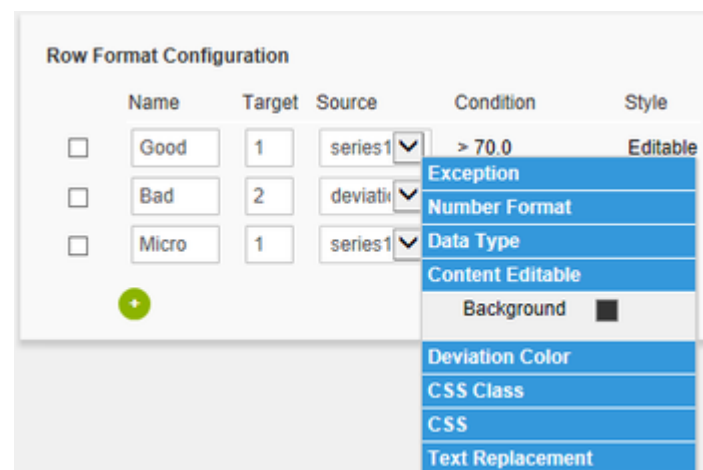 Row Format Configuration
Name Target Source Condition Style
Good 1 series1 > 70.0 Editable
Exception
Bad 2 deviati
Number Format
Micro 1 series1 Data Type
Content Editable
Background
Deviation Color
CSS Class
CSS
Text Replacement